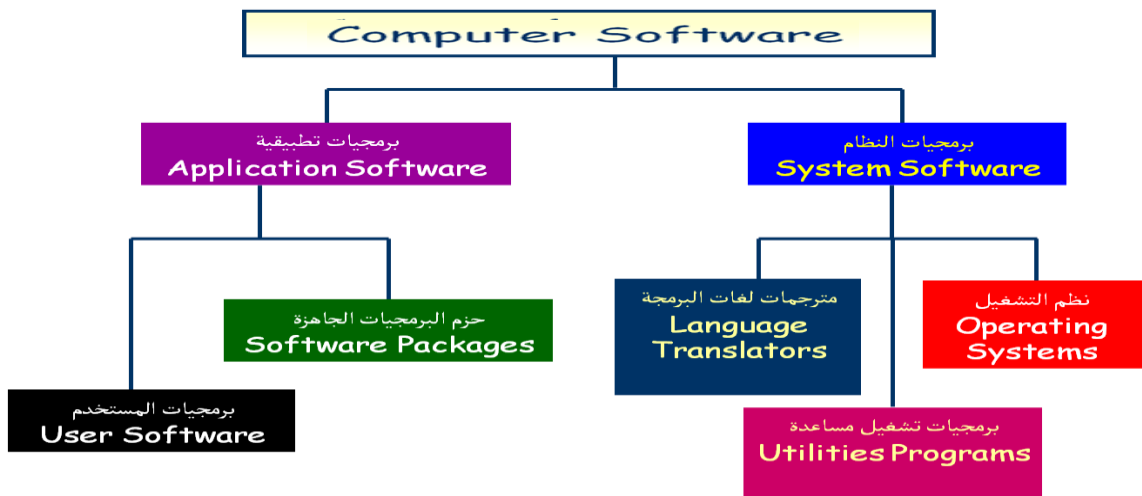 Computer Software
برمجيات تطبيقية
Application Software
برمجيات النظام
System Software
حزم البرمجيات الجاهزة
Software Packages
برمجيات المستخدم
User Software
مترجمات لغات البرمجة
Language
Translators
نظم التشغيل
Operating
Systems
برمجيات تشغيل مساعدة
Utilities Programs